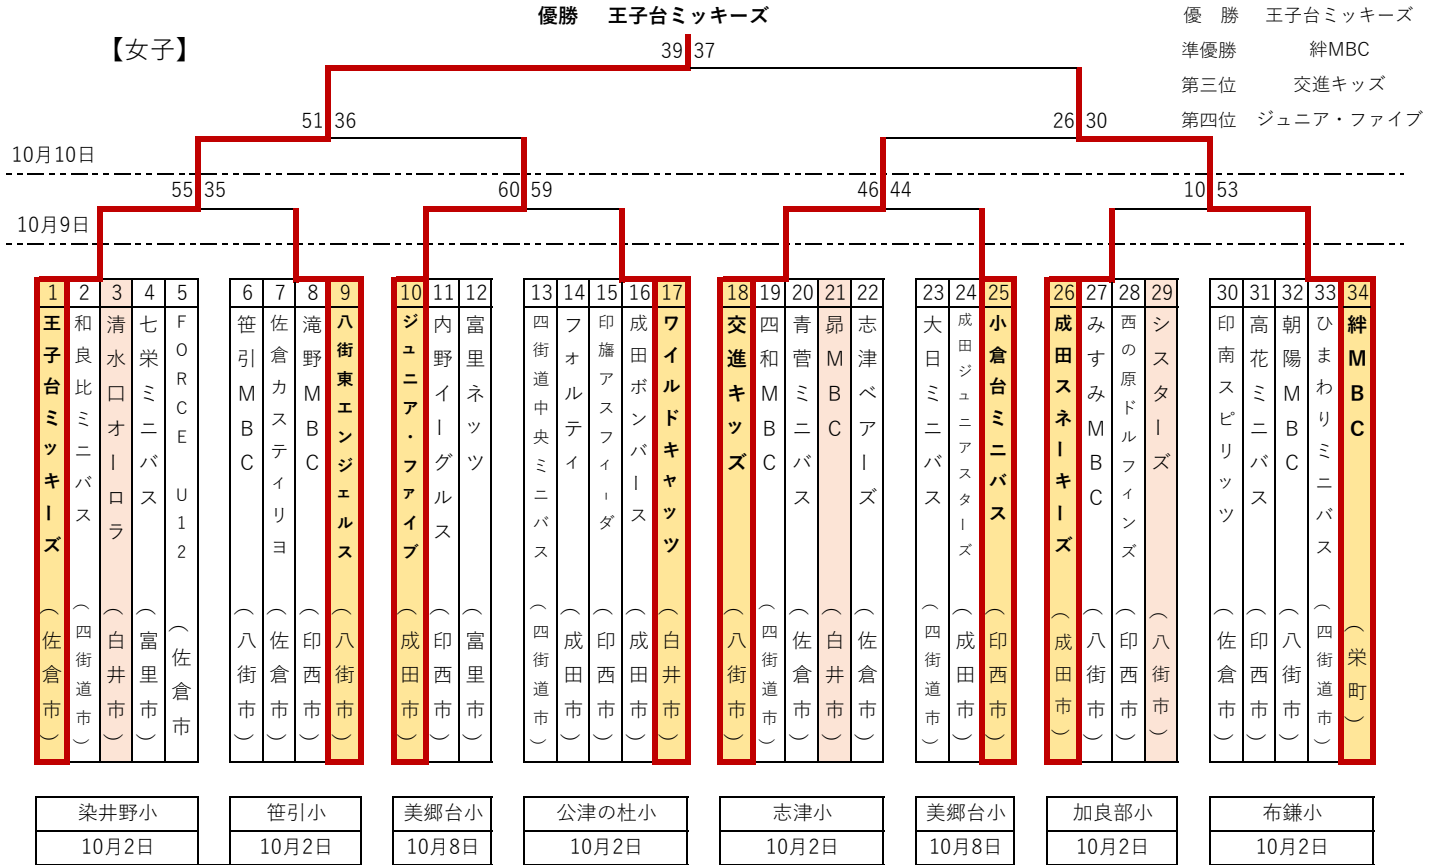 優勝 王子台ミッキーズ
【女子】
優 勝 王子台ミッキーズ
準優勝 絆MBC
第三位 交進キッズ
第四位 ジュニア・ファイブ
39 37
51 36
26 30
10月10日
55 35
60 59
46 44
10 53
10月9日
1 王子台ミッキーズ (佐倉市)
2 和良比ミニバス (四街道市)
3 清水口オーロラ (白井市)
4 七栄ミニバス (富里市)
5 FORCE U12 (佐倉市
6 笹引MBC (八街市)
7 佐倉カスティリヨ (佐倉市)
8 滝野MBC (印西市)
9 八街東エンジェルス (八街市)
10 ジュニア・ファイブ (成田市)
11 内野イーグルス (印西市)
12 富里ネッツ (富里市)
13 四街道中央ミニバス (四街道市)
14 フォルティ (成田市)
15 印旛アスフィーダ (印西市)
16 成田ボンバース (成田市)
17 ワイルドキャッツ (白井市)
18 交進キッズ (八街市)
19 四和MBC (四街道市)
20 青菅ミニバス (佐倉市)
21 昴MBC (白井市)
22 志津ベアーズ (佐倉市)
23 大日ミニバス (四街道市)
24 成田ジュニアスターズ (成田市)
25 小倉台ミニバス (印西市)
26 成田スネーキーズ (成田市)
27 みすみMBC (八街市)
28 西の原ドルフィンズ (印西市)
29 シスターズ (八街市)
30 印南スピリッツ (佐倉市)
31 高花ミニバス (印西市)
32 朝陽MBC (八街市)
33 ひまわりミニバス (四街道市)
34 絆MBC (栄町)
染井野小 笹引小 美郷台小 公津の杜小 志津小 美郷台小 加良部小 布鎌小
10月2日 10月2日 10月8日 10月2日 10月2日 10月8日 10月2日 10月2日